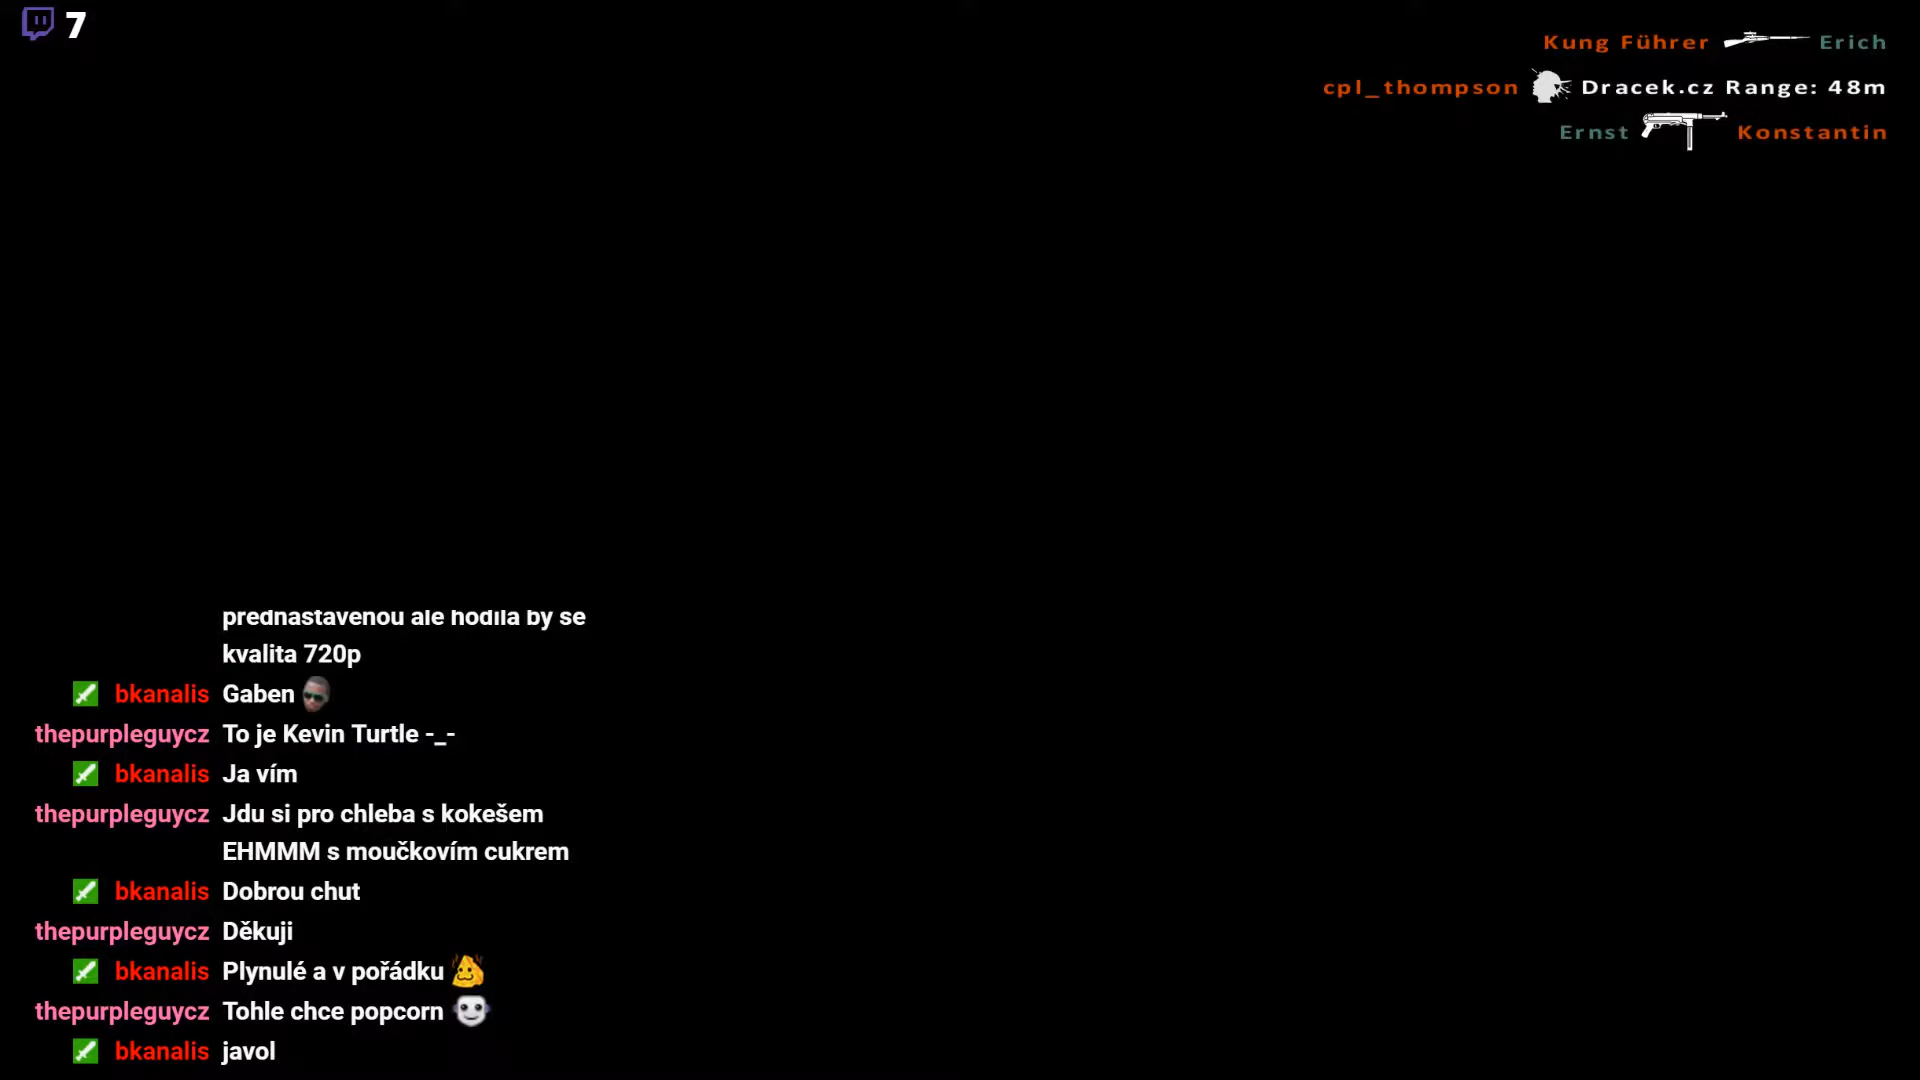 7
Kung Führer Erich
cpl_thompson Dracek.cz Range: 48m
Ernst Konstantin
prednastavenou ale hodila by se
kvalita 720p
bkanalis Gaben
thepurpleguycz To je Kevin Turtle -_-
bkanalis Ja vím
thepurpleguycz Jdu si pro chleba s kokešem
EHMMM s moučkovím cukrem
bkanalis Dobrou chut
thepurpleguycz Děkuji
bkanalis Plynulé a v pořádku
thepurpleguycz Tohle chce popcorn
bkanalis javol